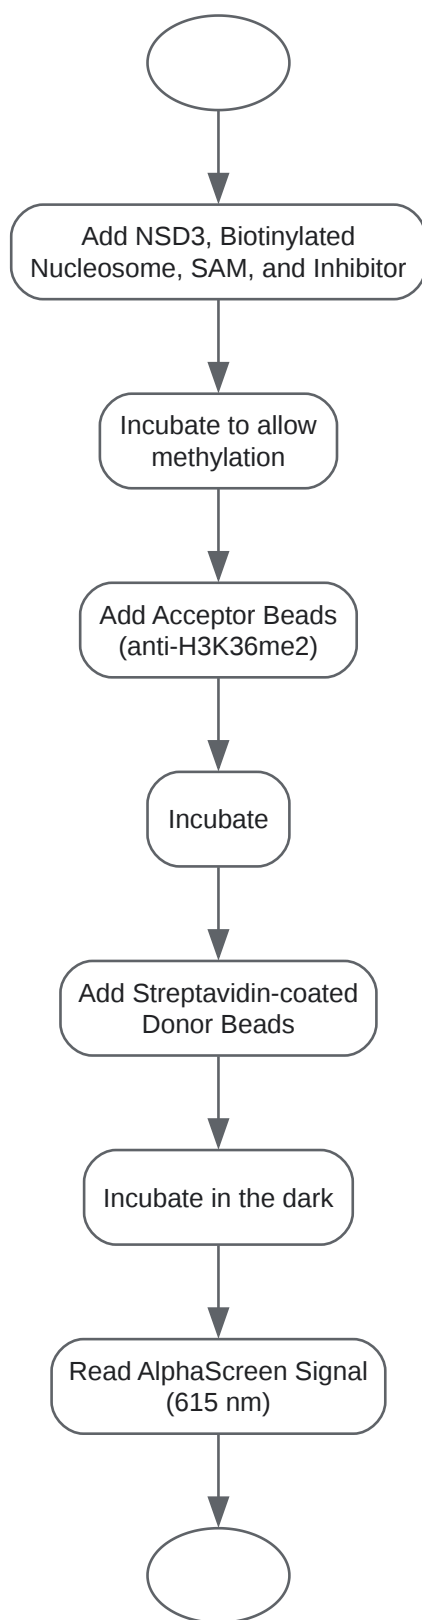 Add NSD3, Biotinylated
Nucleosome, SAM, and Inhibitor
Incubate to allow
methylation
Add Acceptor Beads
(anti-H3K36me2)
Incubate
Add Streptavidin-coated
Donor Beads
Incubate in the dark
Read AlphaScreen Signal
(615 nm)